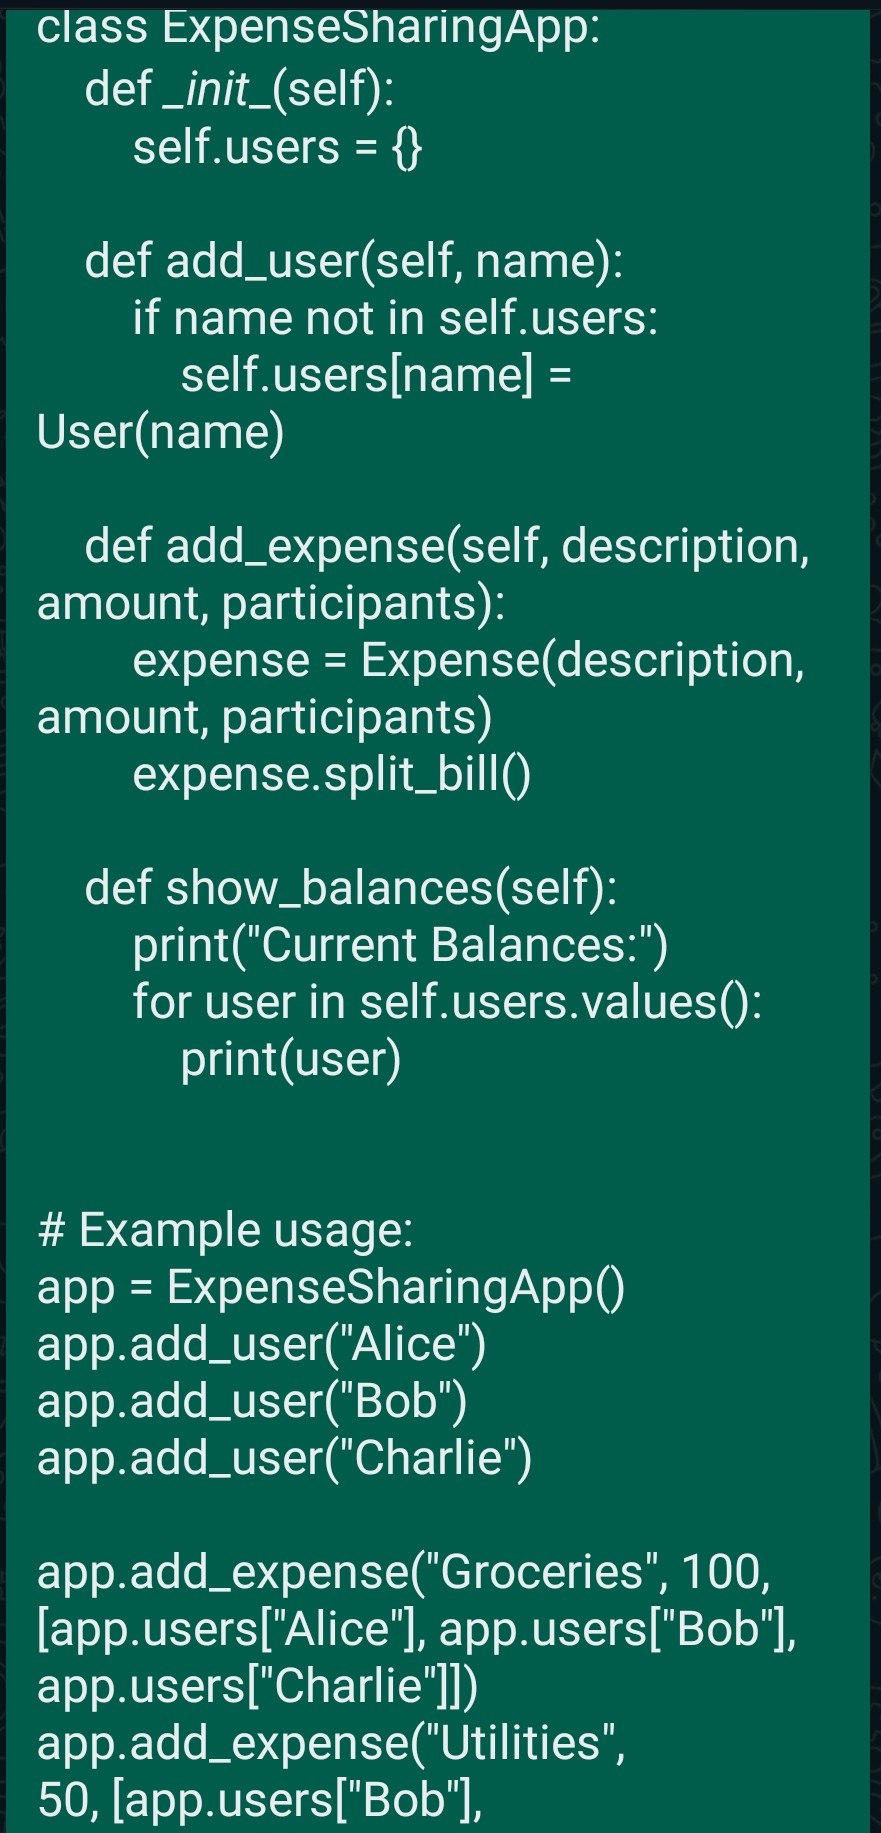 class ExpenseSharingApp:
    def _init_(self):
        self.users = {}

    def add_user(self, name):
        if name not in self.users:
            self.users[name] =
User(name)

    def add_expense(self, description,
amount, participants):
        expense = Expense(description,
amount, participants)
        expense.split_bill()

    def show_balances(self):
        print("Current Balances:")
        for user in self.users.values():
            print(user)


# Example usage:
app = ExpenseSharingApp()
app.add_user("Alice")
app.add_user("Bob")
app.add_user("Charlie")

app.add_expense("Groceries", 100,
[app.users["Alice"], app.users["Bob"],
app.users["Charlie"]])
app.add_expense("Utilities",
50, [app.users["Bob"],